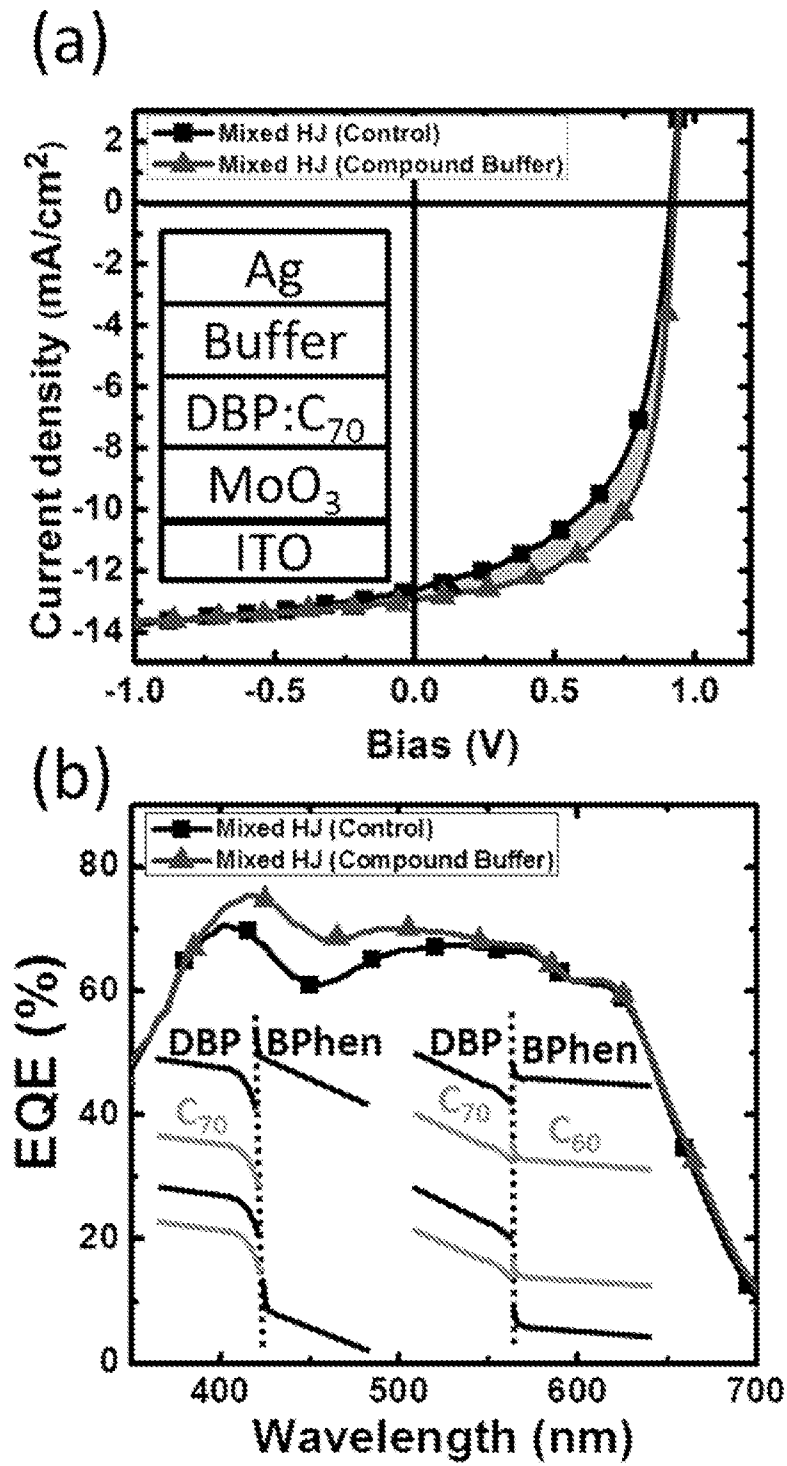 (a)
Mixed HJ (Control)
Mixed HJ (Compound Buffer)
2
0
-2
-4
-6
-8
-10
-12
-14
Current density (mA/cm2)
Ag
Buffer
DBP:C70
MoO3
ITO
-1.0 -0.5 0.0 0.5 1.0
Bias (V)
(b)
Mixed HJ (Control)
Mixed HJ (Compound Buffer)
80
60
40
20
0
EQE (%)
DBP BPhen DBP BPhen
C70 C70 C60
400 500 600 700
Wavelength (nm)